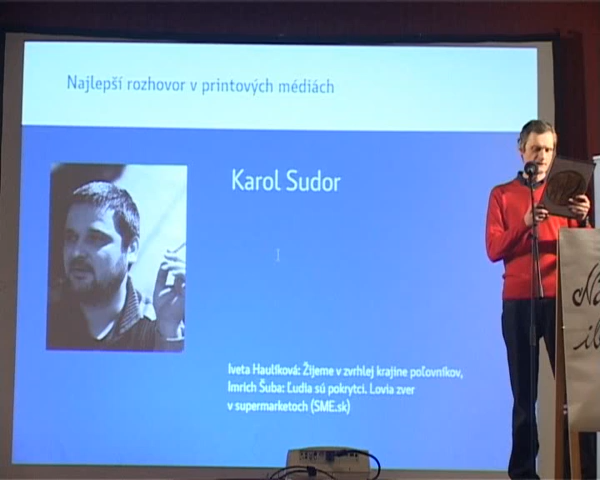 Najlepší rozhovor v printových médiách
Karol Sudor
Iveta Haulíková: Žijeme v zvrhlej krajine poľovníkov,
Imrich Šuba: Ľudia sú pokrytci. Lovia zver
v supermarketoch (SME.sk)